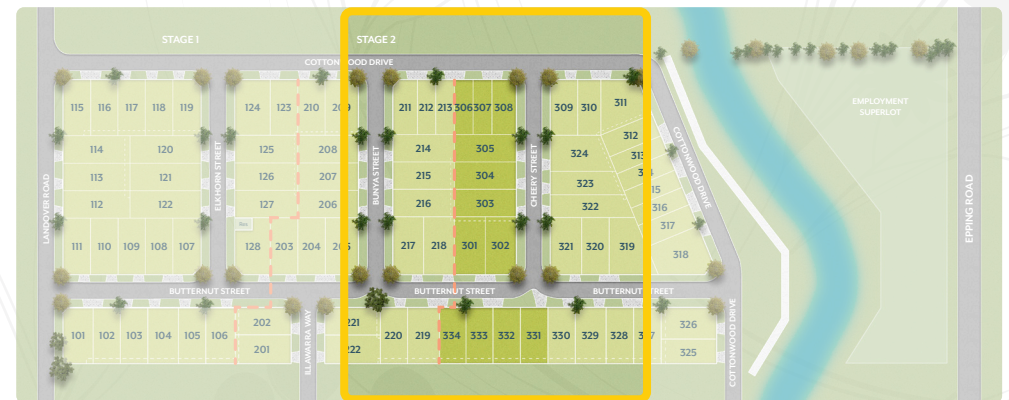 STAGE 1
STAGE 2
COTTONWOOD DRIVE
115 116 117 118 119
124 123 210 209
211 212 213 306 307 308
309 310 311
EMPLOYMENT
SUPERLOT
114 120
125 208
214 305
324 312
113 121
126 207
215 304
323 313
314
315
112 122
127 206
216 303
322 316
317
111 110 109 108 107
128 203 204 205
217 218 301 302
321 320 319
318
LANDOVER ROAD
ELKHORN STREET
BUNYA STREET
CHEERY STREET
COTTONWOOD DRIVE
EPPING ROAD
BUTTERNUT STREET
BUTTERNUT STREET
BUTTERNUT STREET
101 102 103 104 105 106
202
201
ILLAWARRA WAY
221
222
220 219 334 333 332 331 330 329 328 327
326
325
COTTONWOOD DRIVE